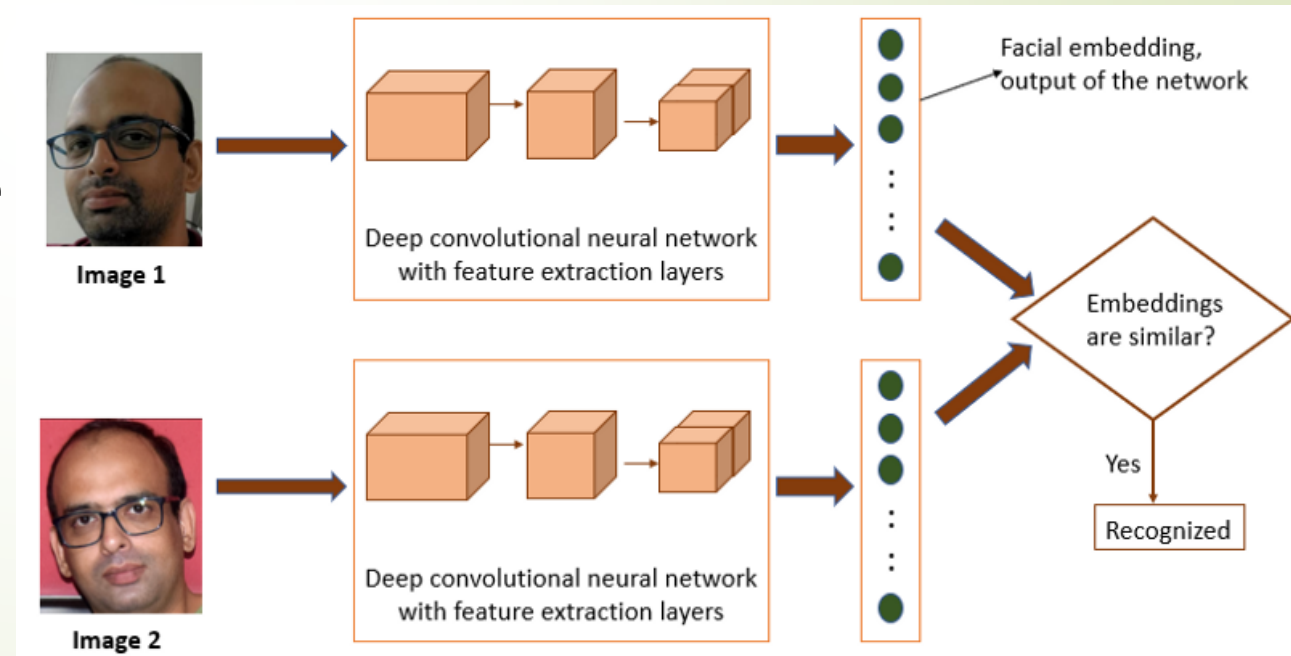 Facial embedding,
output of the network
Deep convolutional neural network
with feature extraction layers
Image 1
Embeddings
are similar?
Yes
Recognized
Deep convolutional neural network
with feature extraction layers
Image 2